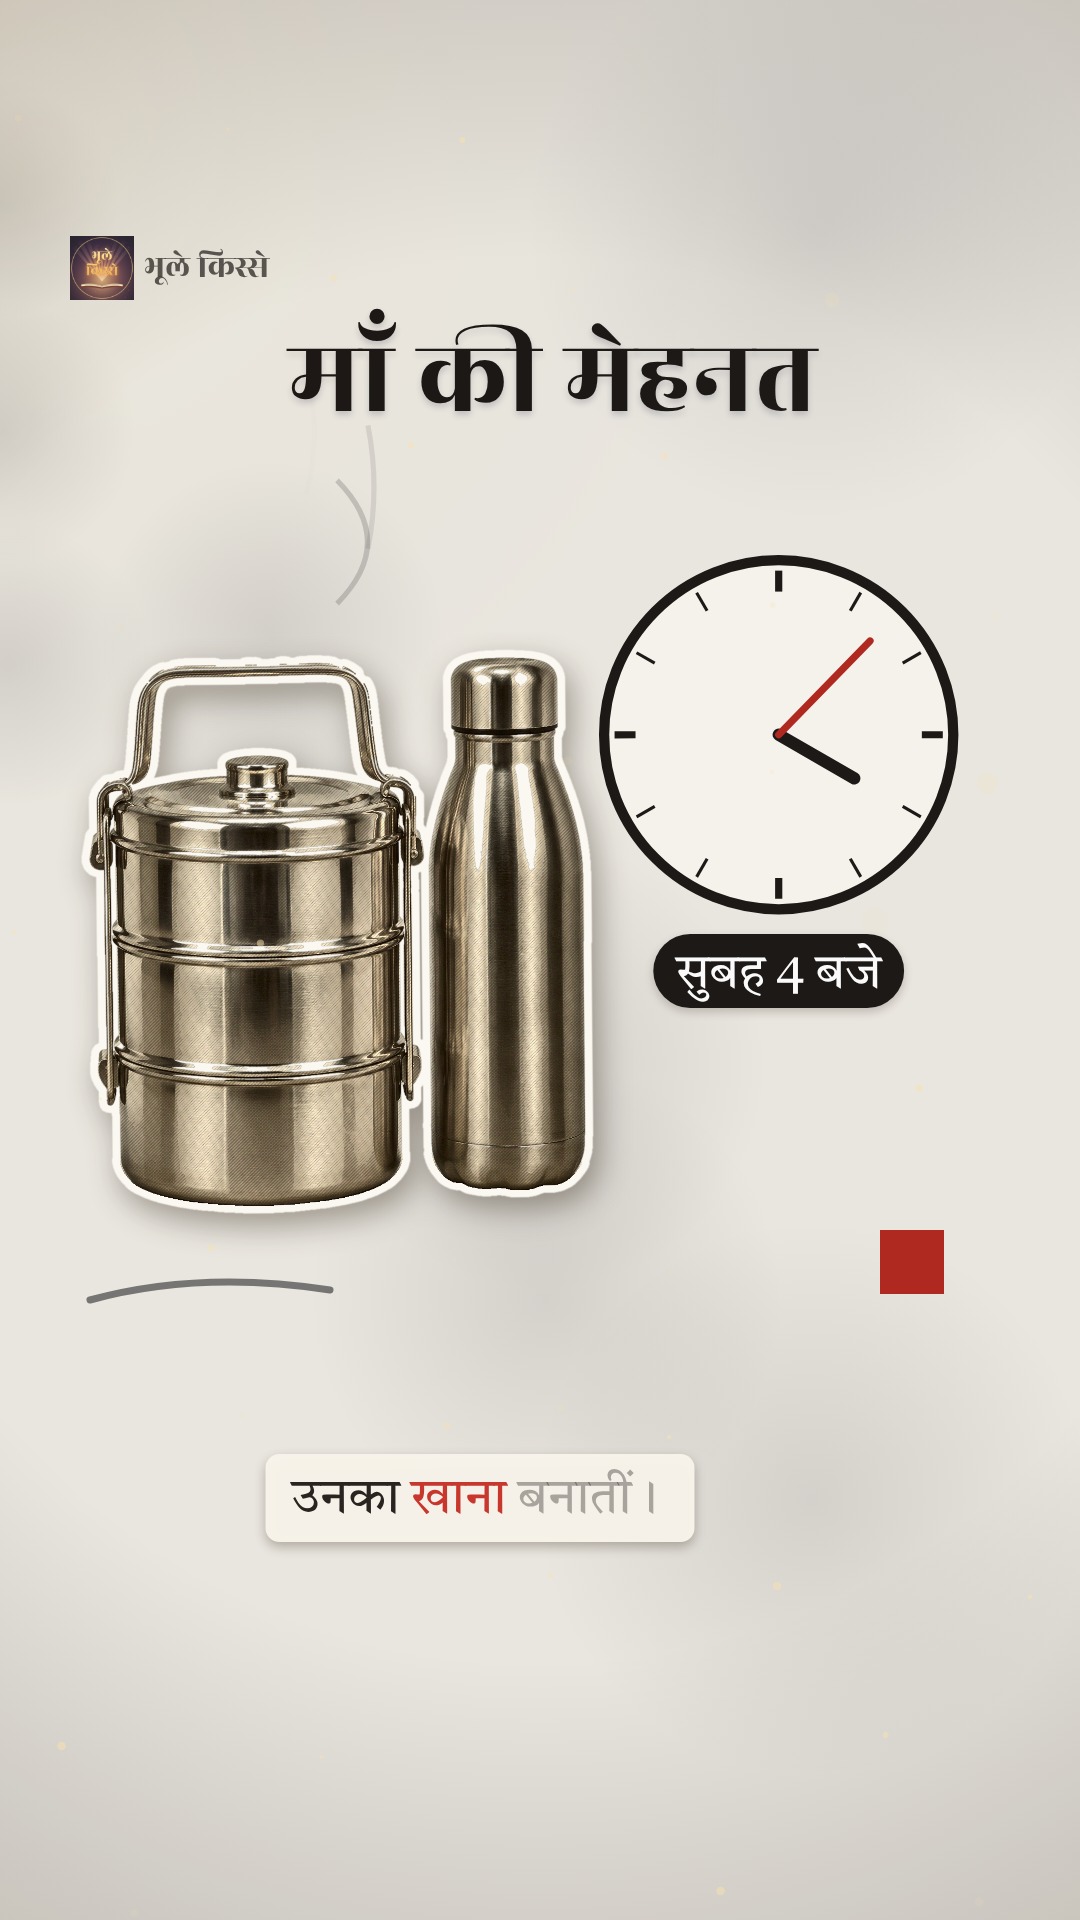 भूले किस्से
भूले किस्से
माँ की मेहनत
सुबह 4 बजे
उनका खाना बनातीं।